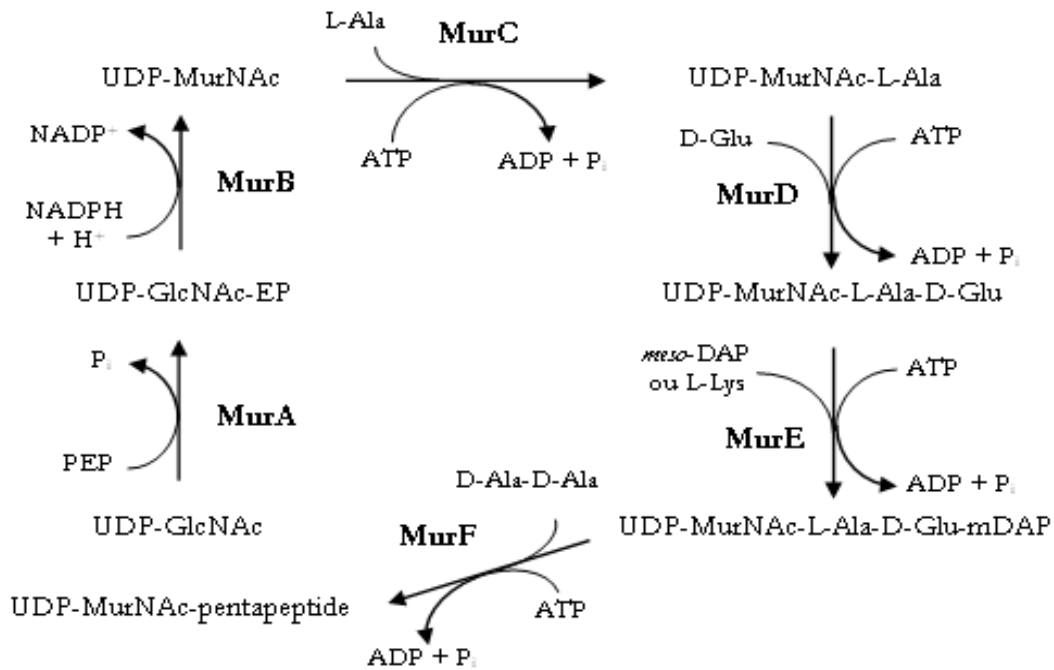 L-Ala
MurC
UDP-MurNAc
UDP-MurNAc-L-Ala
ATP
ADP + Pi
NADP+
MurB
NADPH
+ H+
D-Glu
ATP
MurD
ADP + Pi
UDP-GlcNAc-EP
UDP-MurNAc-L-Ala-D-Glu
Pi
MurA
PEP
meso-DAP
ou L-Lys
ATP
MurE
ADP + Pi
UDP-GlcNAc
UDP-MurNAc-L-Ala-D-Glu-mDAP
D-Ala-D-Ala
MurF
UDP-MurNAc-pentapeptide
ATP
ADP + Pi